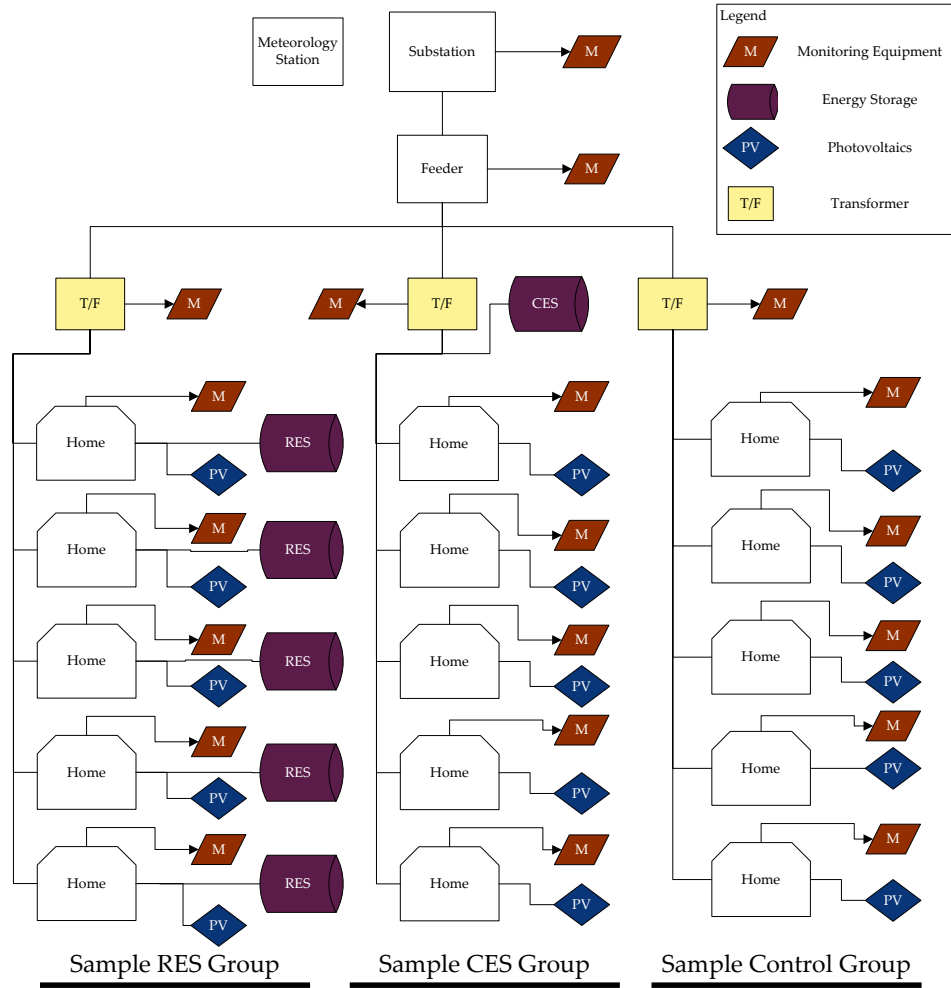 Meteorology
Station
Substation
M
Legend
M
Monitoring Equipment
Energy Storage
PV
Photovoltaics
T/F
Transformer
Feeder
M
T/F
M
M
T/F
CES
T/F
M
M
Home
RES
PV
M
Home
RES
PV
M
Home
RES
PV
M
Home
RES
PV
M
Home
RES
PV
Sample RES Group
M
Home
PV
M
Home
PV
M
Home
PV
M
Home
PV
M
Home
PV
Sample CES Group
M
Home
PV
M
Home
PV
M
Home
PV
M
Home
PV
M
Home
PV
Sample Control Group